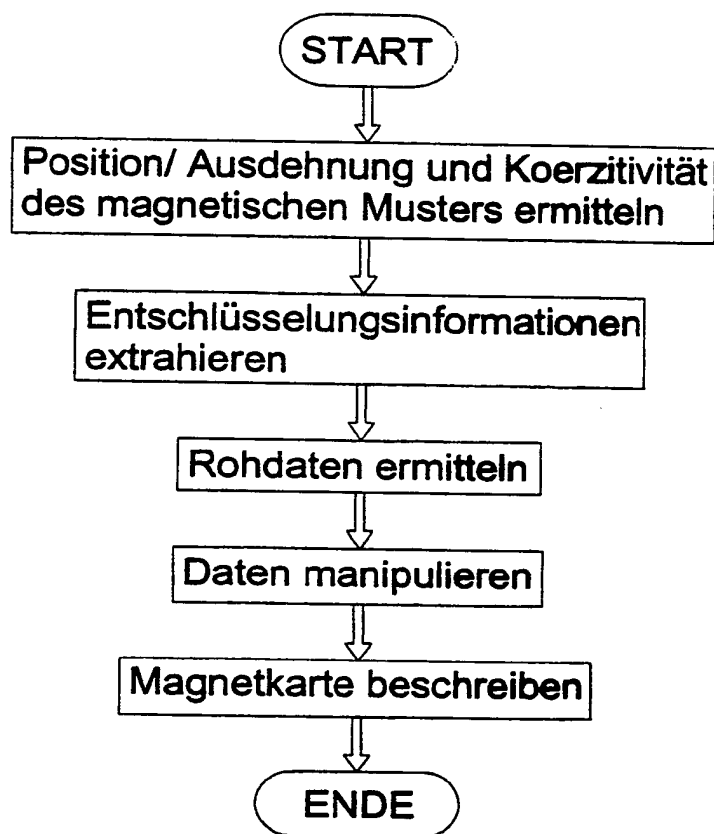 START
Position/ Ausdehnung und Koerzitivität
des magnetischen Musters ermitteln
Entschlüsselungsinformationen
extrahieren
Rohdaten ermitteln
Daten manipulieren
Magnetkarte beschreiben
ENDE